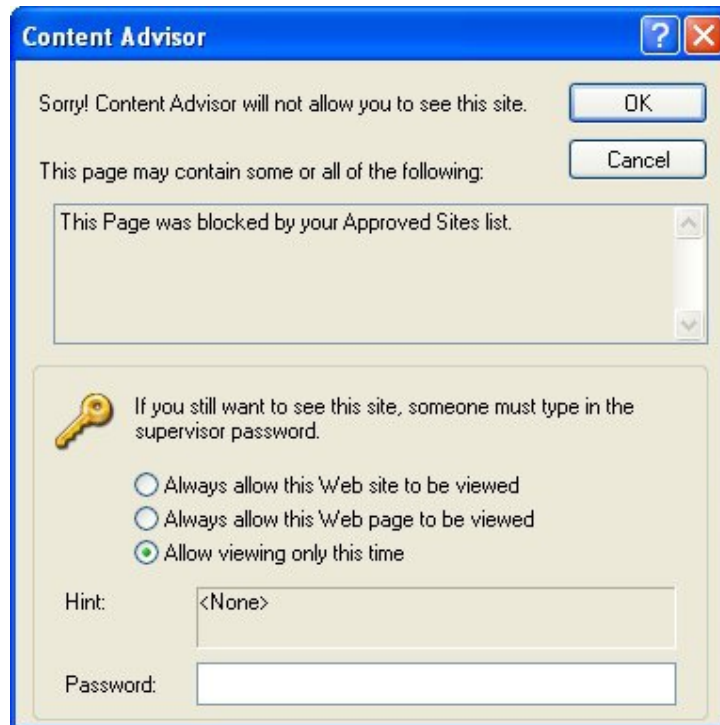 Content Advisor
Sorry! Content Advisor will not allow you to see this site.
OK
Cancel
This page may contain some or all of the following:
This Page was blocked by your Approved Sites list.
If you still want to see this site, someone must type in the
supervisor password.
Always allow this Web site to be viewed
Always allow this Web page to be viewed
Allow viewing only this time
Hint:
<None>
Password: